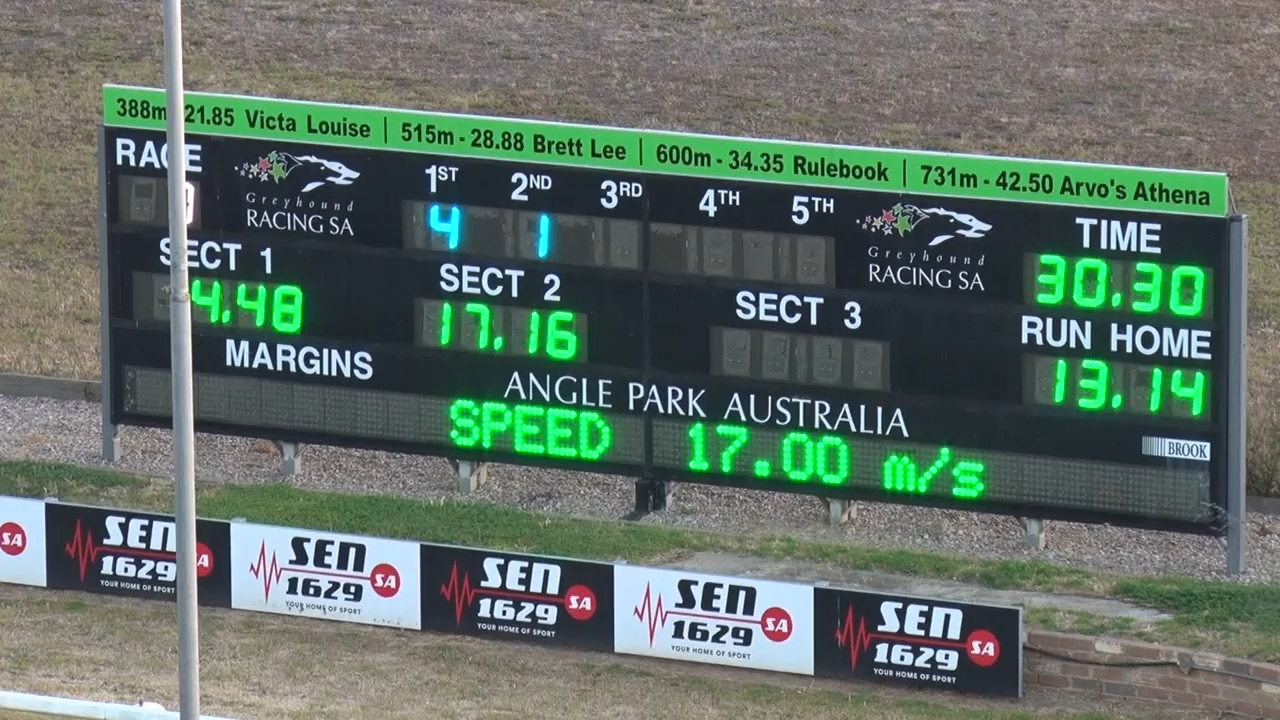 388m 21.85 Victa Louise | 515m - 28.88 Brett Lee | 600m - 34.35 Rulebook | 731m - 42.50 Arvo's Athena
RACE
Greyhound
RACING SA
1ST 2ND 3RD 4TH 5TH
4 1
Greyhound
RACING SA
TIME
30.30
SECT 1
4.48
SECT 2
17.16
SECT 3
RUN HOME
13.14
MARGINS
ANGLE PARK AUSTRALIA
SPEED 17.00 m/s
BROOK
SA
SEN
1629 SA
YOUR HOME OF SPORT
SEN
1629 SA
YOUR HOME OF SPORT
SEN
1629 SA
YOUR HOME OF SPORT
SEN
1629 SA
YOUR HOME OF SPORT
SEN
1629 SA
YOUR HOME OF SPORT